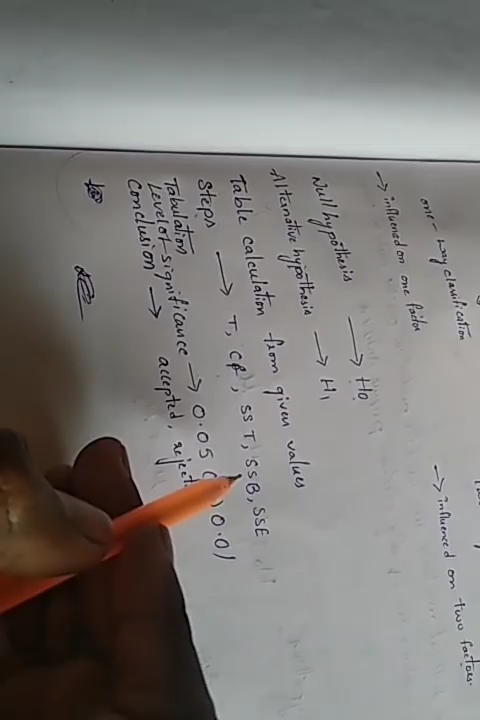 one-way classification
→ influenced on one factor
→ influenced on two factors.
Null hypothesis → H0
Alternative hypothesis → H1
Table calculation from given values
Steps → T, CF, SST, SSB, SSE
Tabulation
Level of significance → 0.05 0.01
Conclusion → accepted, reject